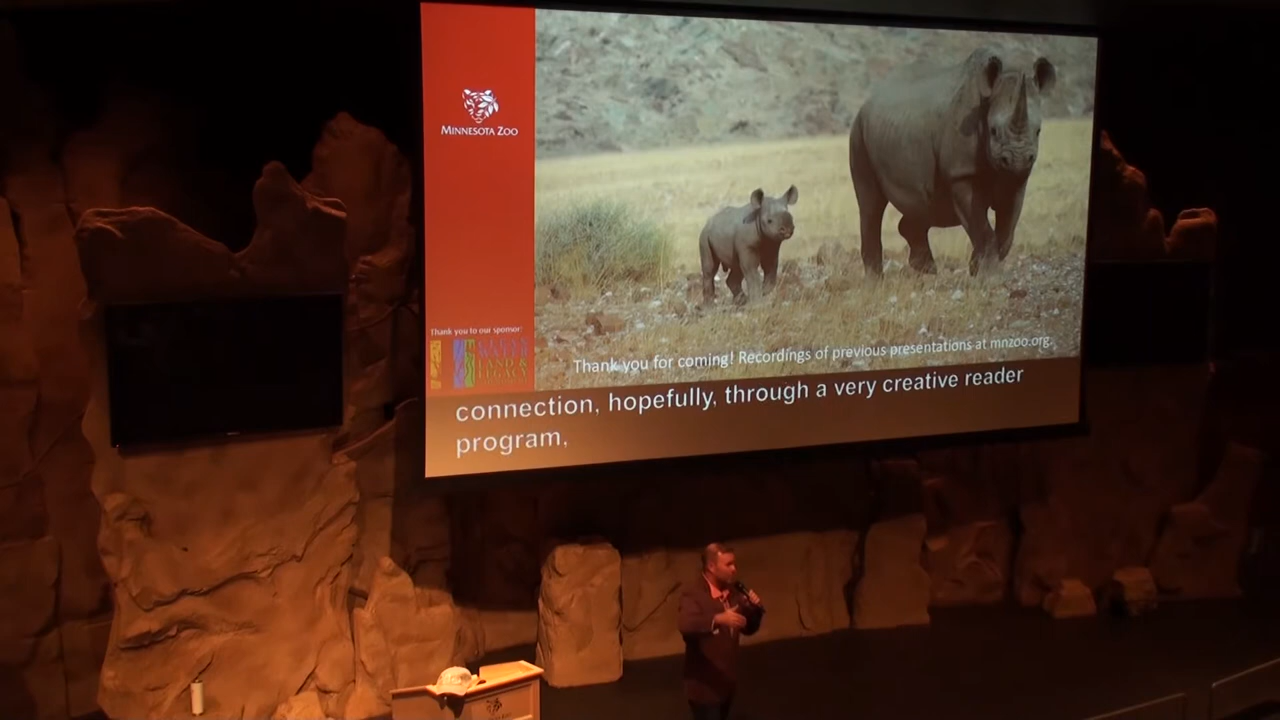 MINNESOTA ZOO
Thank you to our sponsor:
LAND &
Thank you for coming! Recordings of previous presentations at mnzoo.org.
connection, hopefully, through a very creative reader
program,